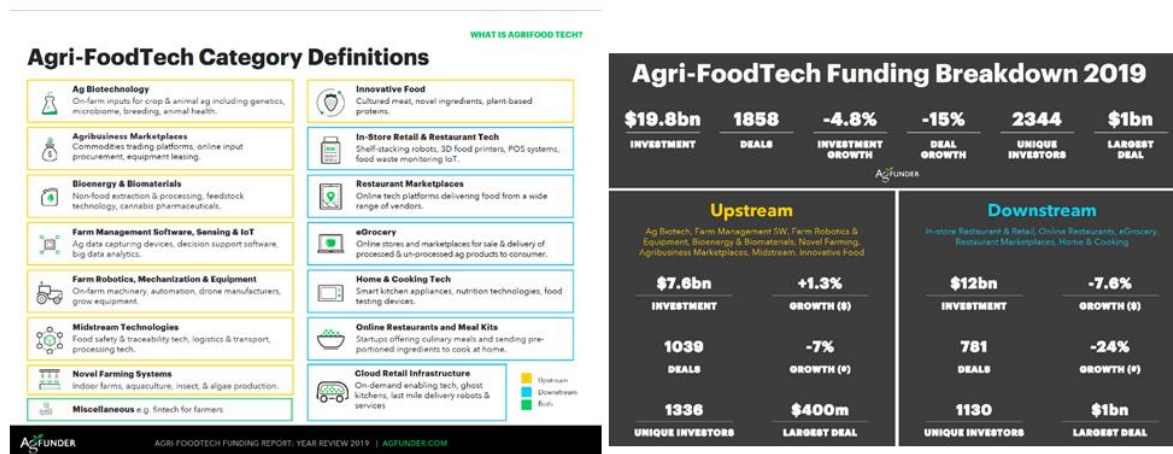 WHAT IS AGRIFOOD TECH?
Agri-FoodTech Category Definitions
Ag Biotechnology
On-farm inputs for crop & animal ag including genetics,
microbiome, breeding, animal health.
Agribusiness Marketplaces
Commodities trading platforms, online input
procurement, equipment leasing.
Bioenergy & Biomaterials
Non-food extraction & processing, feedstock
technology, cannabis pharmaceuticals.
Farm Management Software, Sensing & IoT
Ag data capturing devices, decision support software,
big data analytics.
Farm Robotics, Mechanization & Equipment
On-farm machinery, automation, drone manufacturers,
grow equipment.
Midstream Technologies
Food safety & traceability tech, logistics & transport,
processing tech.
Novel Farming Systems
Indoor farms, aquaculture, insect, & algae production.
Miscellaneous e.g. fintech for farmers
Innovative Food
Cultured meat, novel ingredients, plant-based
proteins.
In-Store Retail & Restaurant Tech
Shelf-stacking robots, 3D food printers, POS systems,
food waste monitoring IoT.
Restaurant Marketplaces
Online tech platforms delivering food from a wide
range of vendors.
eGrocery
Online stores and marketplaces for sale & delivery of
processed & un-processed ag products to consumer.
Home & Cooking Tech
Smart kitchen appliances, nutrition technologies, food
testing devices.
Online Restaurants and Meal Kits
Startups offering culinary meals and sending pre-
portioned ingredients to cook at home.
Cloud Retail Infrastructure
On-demand enabling tech, ghost
kitchens, last mile delivery robots &
services
Upstream
Downstream
Both
AGFUNDER
AGRI-FOODTECH FUNDING REPORT: YEAR REVIEW 2019 | AGFUNDER.COM
Agri-FoodTech Funding Breakdown 2019
$19.8bn 1858 -4.8% -15% 2344 $1bn
INVESTMENT DEALS INVESTMENT GROWTH DEAL GROWTH UNIQUE INVESTORS LARGEST DEAL
AGFUNDER
Upstream
Ag Biotech, Farm Management SW, Farm Robotics &
Equipment, Bioenergy & Biomaterials, Novel Farming,
Agribusiness Marketplaces, Midstream, Innovative Food
$7.6bn +1.3%
INVESTMENT GROWTH ($)
1039 -7%
DEALS GROWTH (#)
1336 $400m
UNIQUE INVESTORS LARGEST DEAL
Downstream
In-store Restaurant & Retail, Online Restaurants, eGrocery,
Restaurant Marketplaces, Home & Cooking
$12bn -7.6%
INVESTMENT GROWTH ($)
781 -24%
DEALS GROWTH (#)
1130 $1bn
UNIQUE INVESTORS LARGEST DEAL